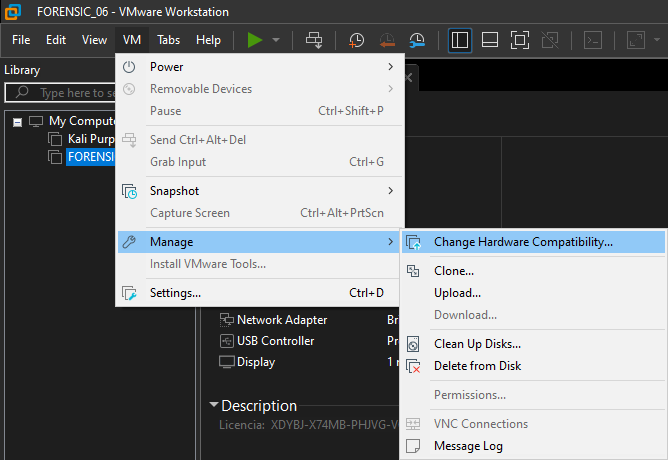 FORENSIC_06 - VMware Workstation
File Edit View VM Tabs Help
Library
Type here to
My Compute
Kali Purp
FORENSIC
Power
Removable Devices
Pause Ctrl+Shift+P
Send Ctrl+Alt+Del
Grab Input Ctrl+G
Snapshot
Capture Screen Ctrl+Alt+PrtScn
Manage
Install VMware Tools...
Settings... Ctrl+D
Change Hardware Compatibility...
Clone...
Upload...
Download...
Clean Up Disks...
Delete from Disk
Permissions...
VNC Connections
Message Log
Network Adapter Br
USB Controller Pr
Display 1
Description
Licencia: XDYBJ-X74MB-PHJVG-